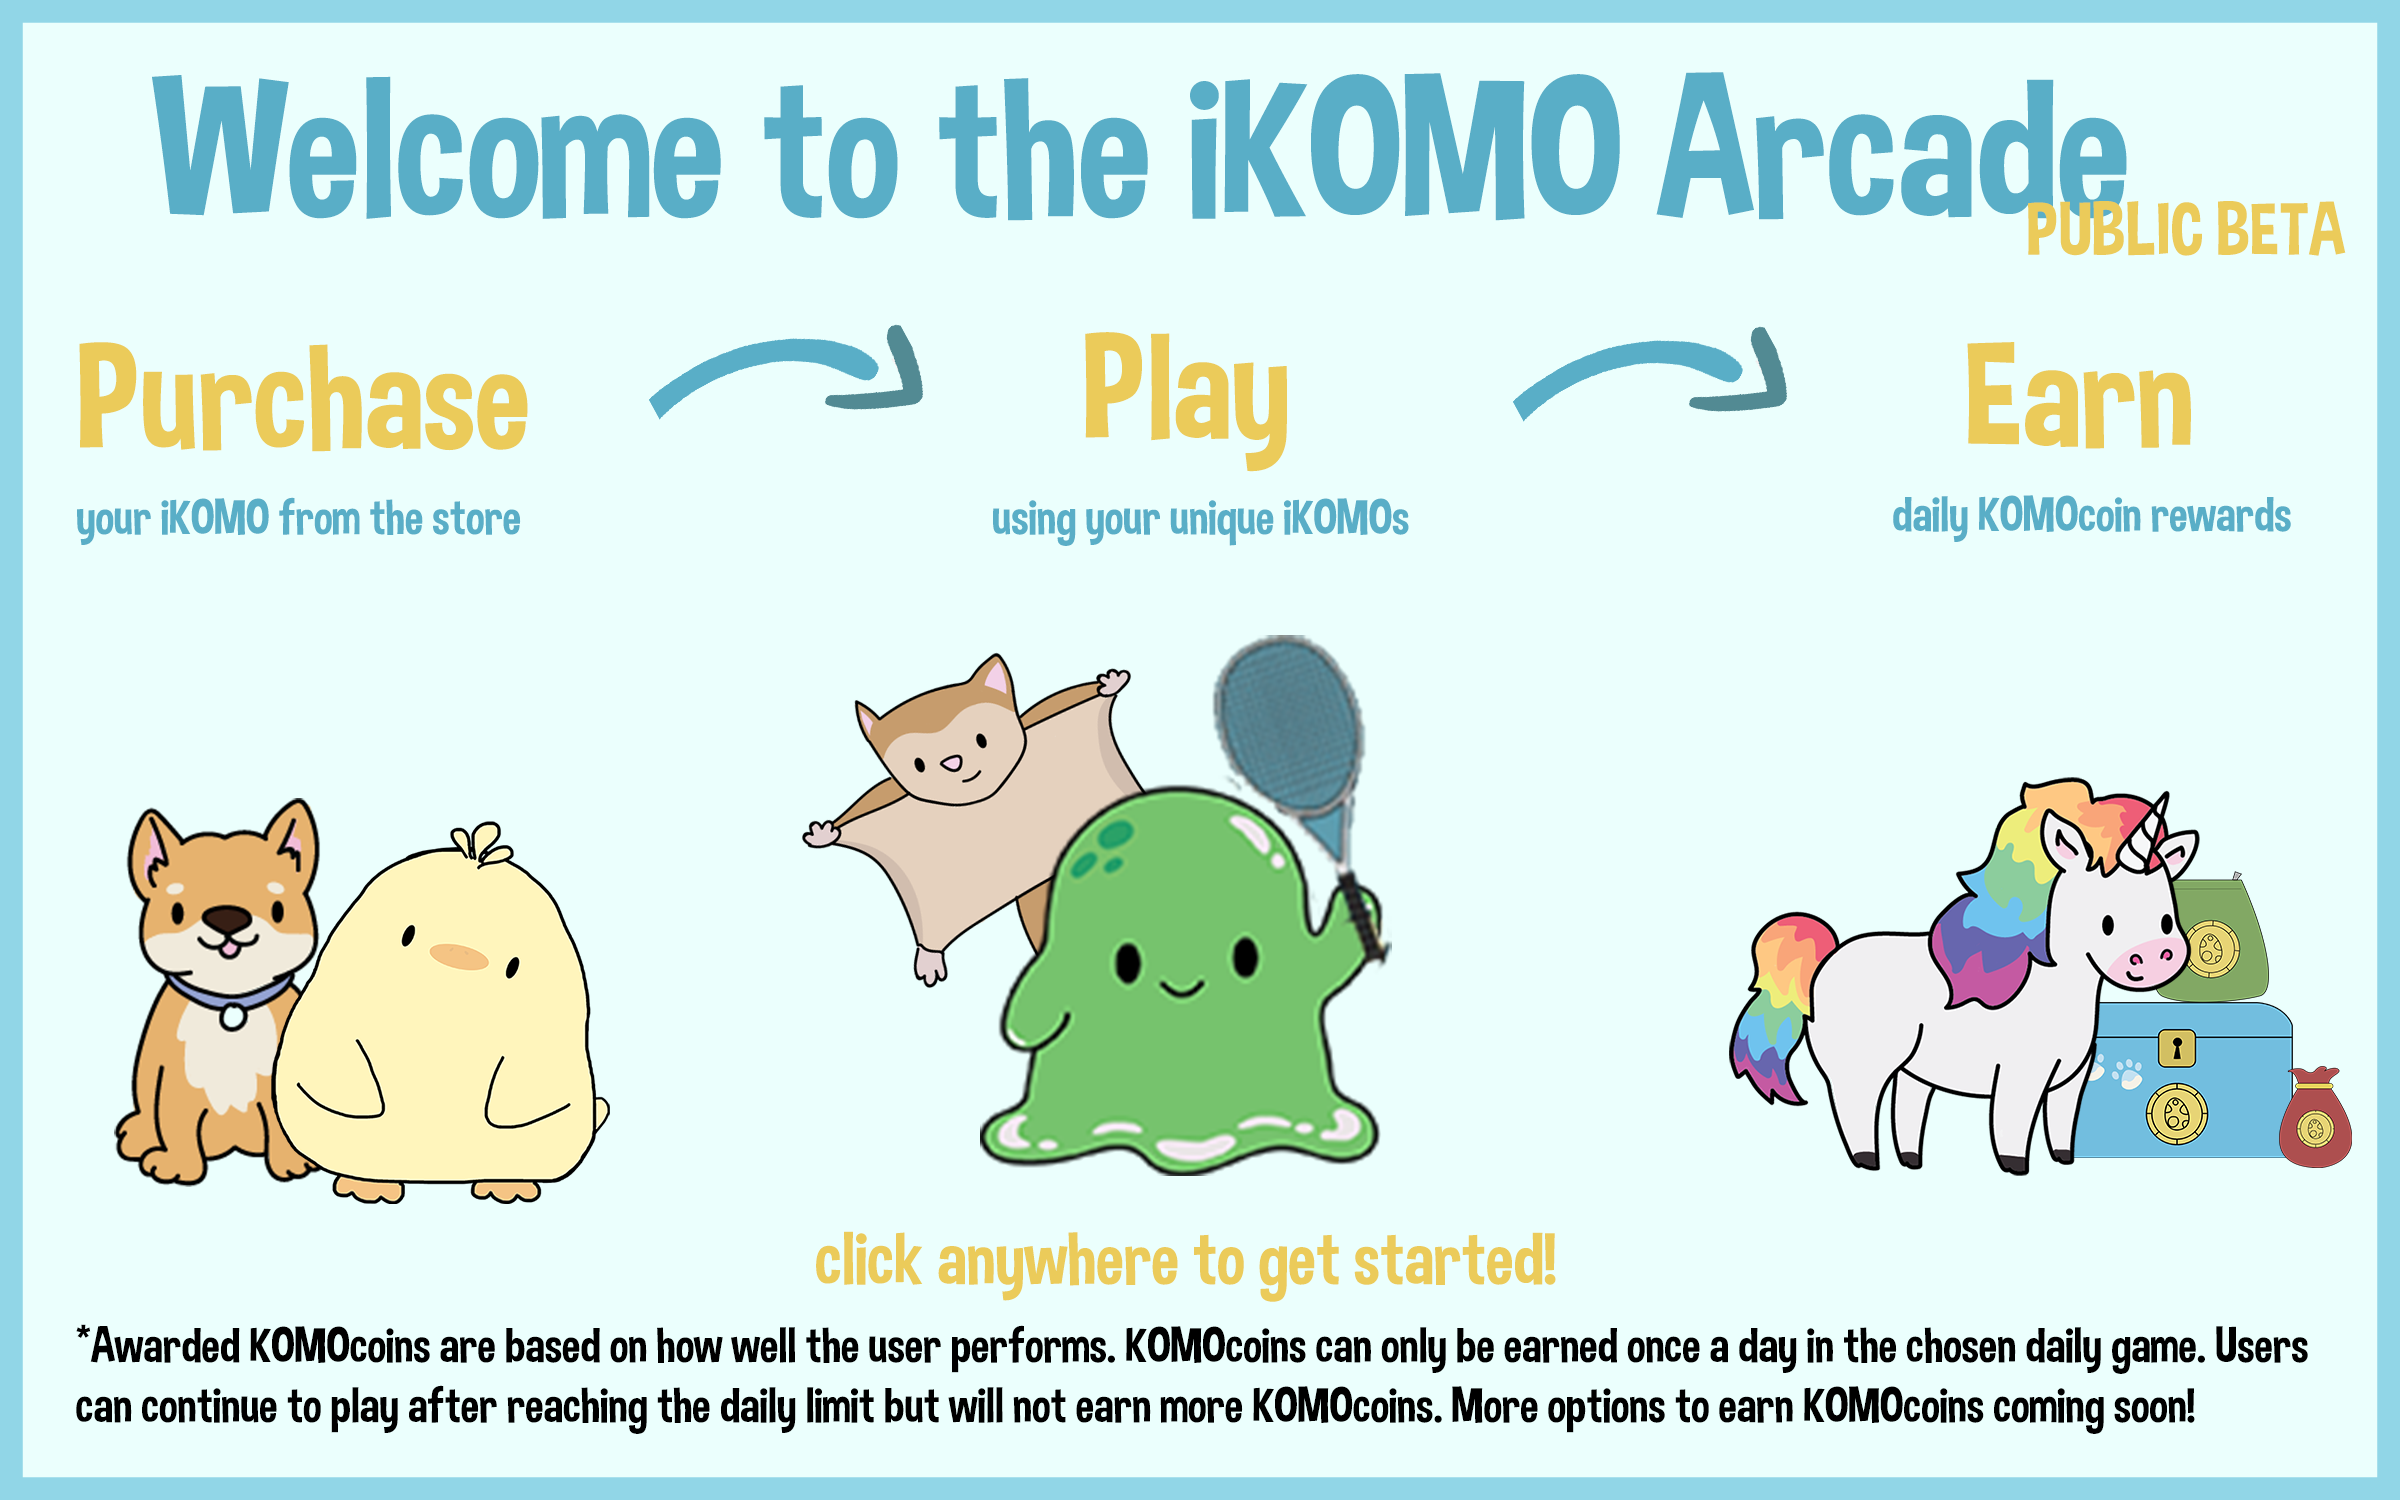 Welcome to the iKOMO Arcade
PUBLIC BETA
Purchase
Play
Earn
your iKOMO from the store
using your unique iKOMOs
daily KOMOcoin rewards
click anywhere to get started!
*Awarded KOMOcoins are based on how well the user performs. KOMOcoins can only be earned once a day in the chosen daily game. Users
can continue to play after reaching the daily limit but will not earn more KOMOcoins. More options to earn KOMOcoins coming soon!